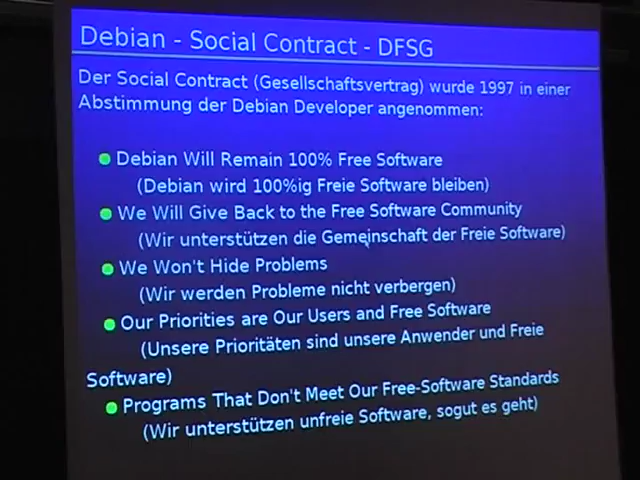 Debian - Social Contract - DFSG
Der Social Contract (Gesellschaftsvertrag) wurde 1997 in einer
Abstimmung der Debian Developer angenommen:
Debian Will Remain 100% Free Software
(Debian wird 100%ig Freie Software bleiben)
We Will Give Back to the Free Software Community
(Wir unterstützen die Gemeinschaft der Freie Software)
We Won't Hide Problems
(Wir werden Probleme nicht verbergen)
Our Priorities are Our Users and Free Software
(Unsere Prioritäten sind unsere Anwender und Freie
Software)
Programs That Don't Meet Our Free-Software Standards
(Wir unterstützen unfreie Software, sogut es geht)